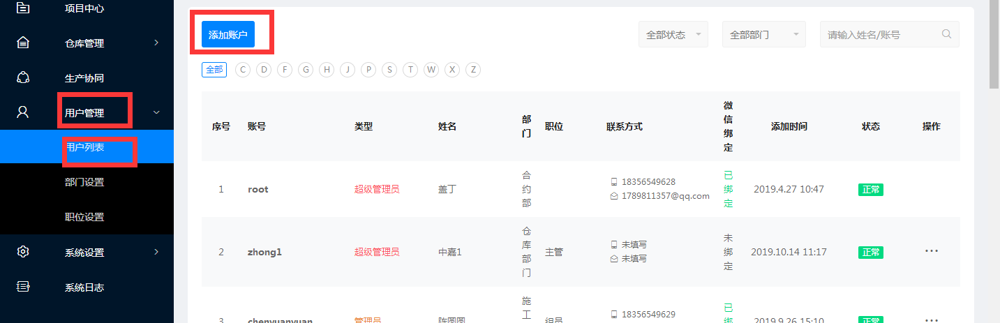 项目中心
仓库管理
生产协同
用户管理
用户列表
部门设置
职位设置
系统设置
系统日志
添加账户
全部状态
全部部门
请输入姓名/账号
全部 C D F G H J P S T W X Z
序号 账号 类型 姓名 部门 职位 联系方式 微信绑定 添加时间 状态 操作
1 root 超级管理员 盖丁 合约部 18356549628 已绑定 2019.4.27 10:47 正常
1789811357@qq.com
2 zhong1 超级管理员 中嘉1 仓库部门 主管 未填写 未绑定 2019.10.14 11:17 正常 ···
未填写
3 chenyuanyuan 管理员 陈圆圆 施工 组员 18356549629 已绑 2019.9.26 15:10 ···